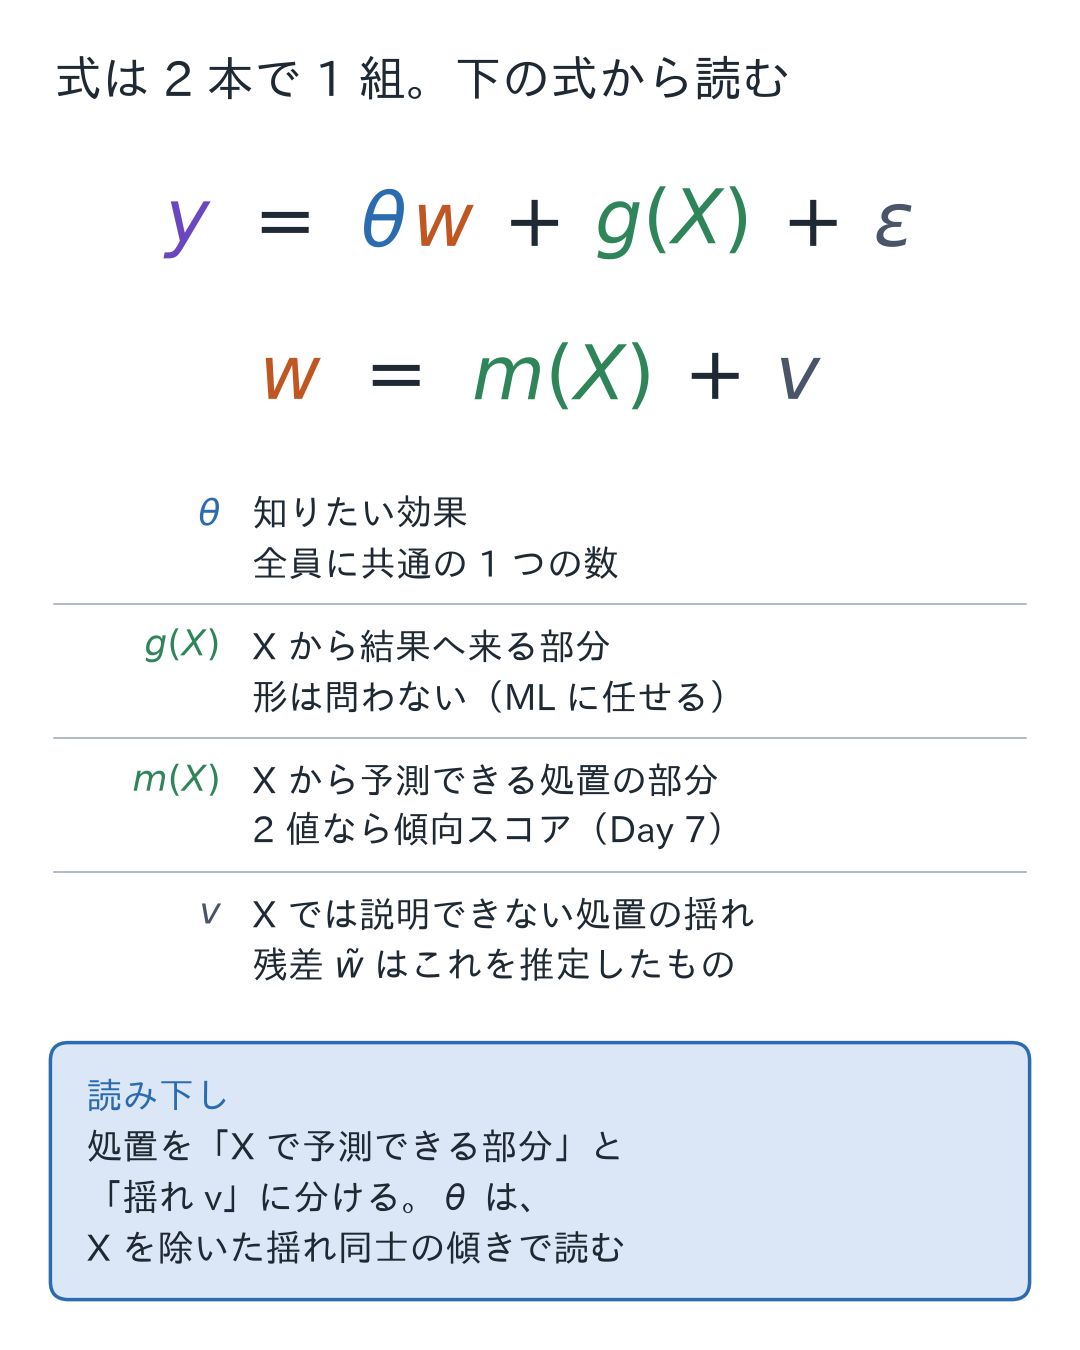 式は 2 本で 1 組。下の式から読む
y = θw + g(X) + ε
w = m(X) + v
θ 知りたい効果
全員に共通の 1 つの数
g(X) X から結果へ来る部分
形は問わない（ML に任せる）
m(X) X から予測できる処置の部分
2 値なら傾向スコア（Day 7）
v X では説明できない処置の揺れ
残差 w̃ はこれを推定したもの
読み下し
処置を「X で予測できる部分」と
「揺れ v」に分ける。θ は、
X を除いた揺れ同士の傾きで読む